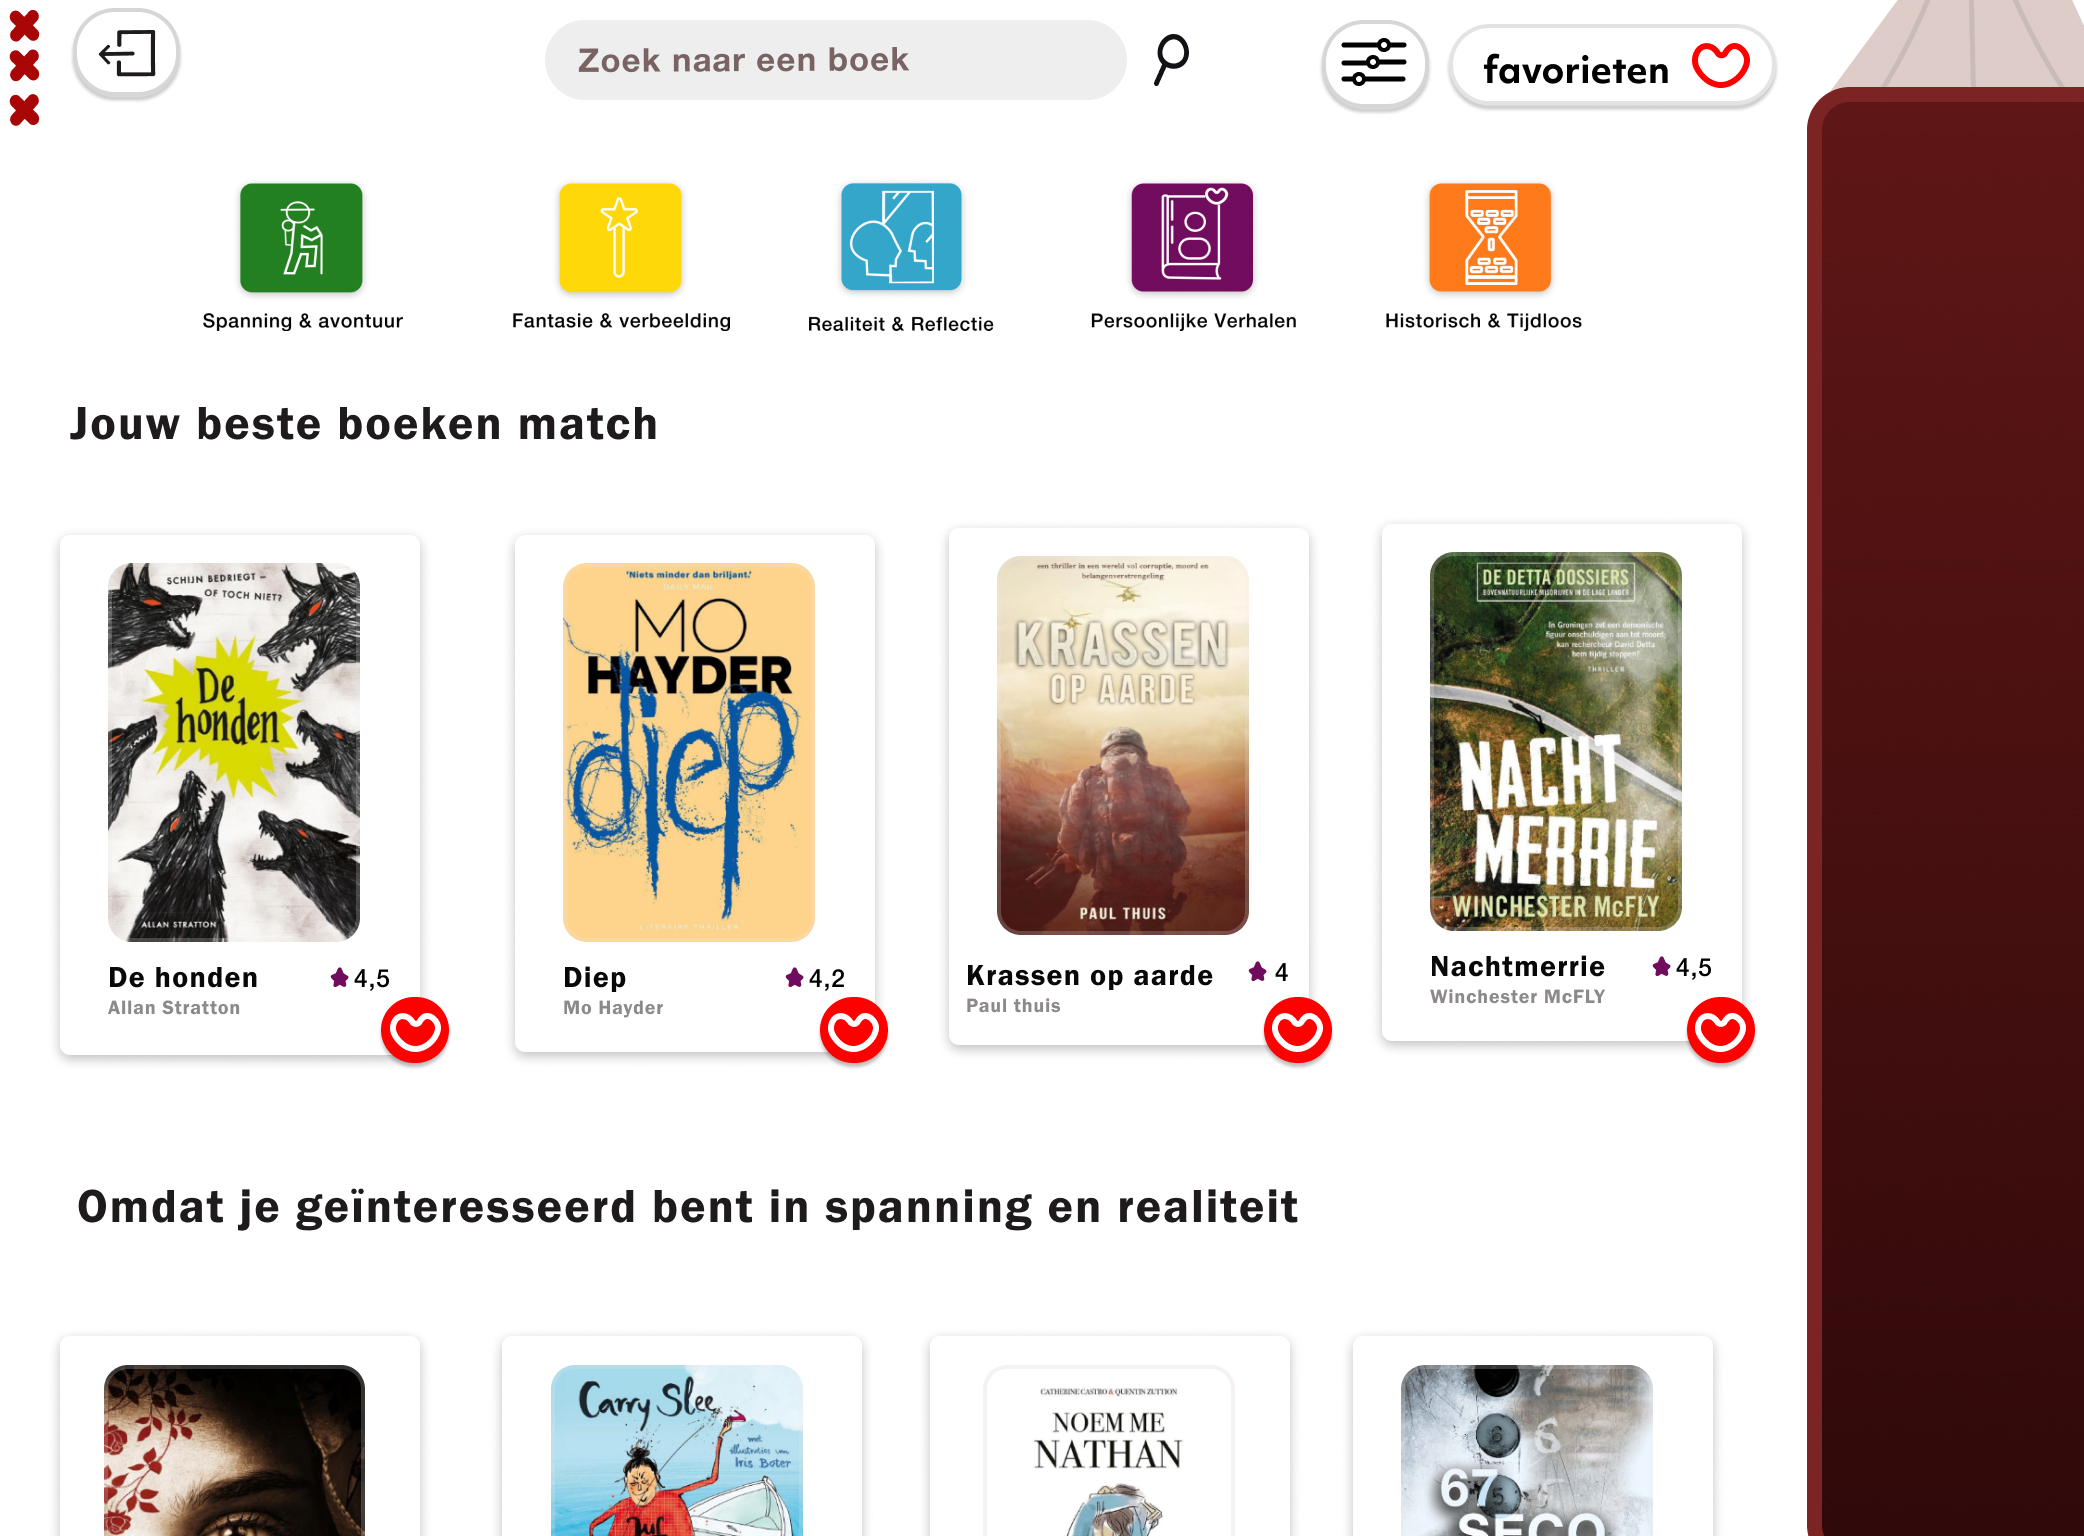 Zoek naar een boek
favorieten
Spanning & avontuur
Fantasie & verbeelding
Realiteit & Reflectie
Persoonlijke Verhalen
Historisch & Tijdloos
Jouw beste boeken match
SCHIJN BEDRIEGT –
OF TOCH NIET?
De
honden
ALLAN STRATTON
De honden
4,5
Allan Stratton
'Niets minder dan briljant.'
DAILY MAIL
MO
HAYDER
diep
LITERAIRE THRILLER
Diep
4,2
Mo Hayder
een thriller in een wereld vol corruptie, moord en
belangenverstrengeling
KRASSEN
OP AARDE
PAUL THUIS
Krassen op aarde
4
Paul thuis
DE DETTA DOSSIERS
BOVENNATUURLIJKE MISDRIJVEN IN DE LAGE LANDEN
In Groningen zet een demonische
figuur onschuldigen aan tot moord,
kan rechercheur David Detta
hem tijdig stoppen?
THRILLER
NACHT
MERRIE
WINCHESTER McFLY
Nachtmerrie
4,5
Winchester McFLY
Omdat je geïnteresseerd bent in spanning en realiteit
Carry Slee
met
illustraties van
Iris Boter
Juf
CATHERINE CASTRO & QUENTIN ZUTTION
NOEM ME
NATHAN
6
6
5
67
SECO